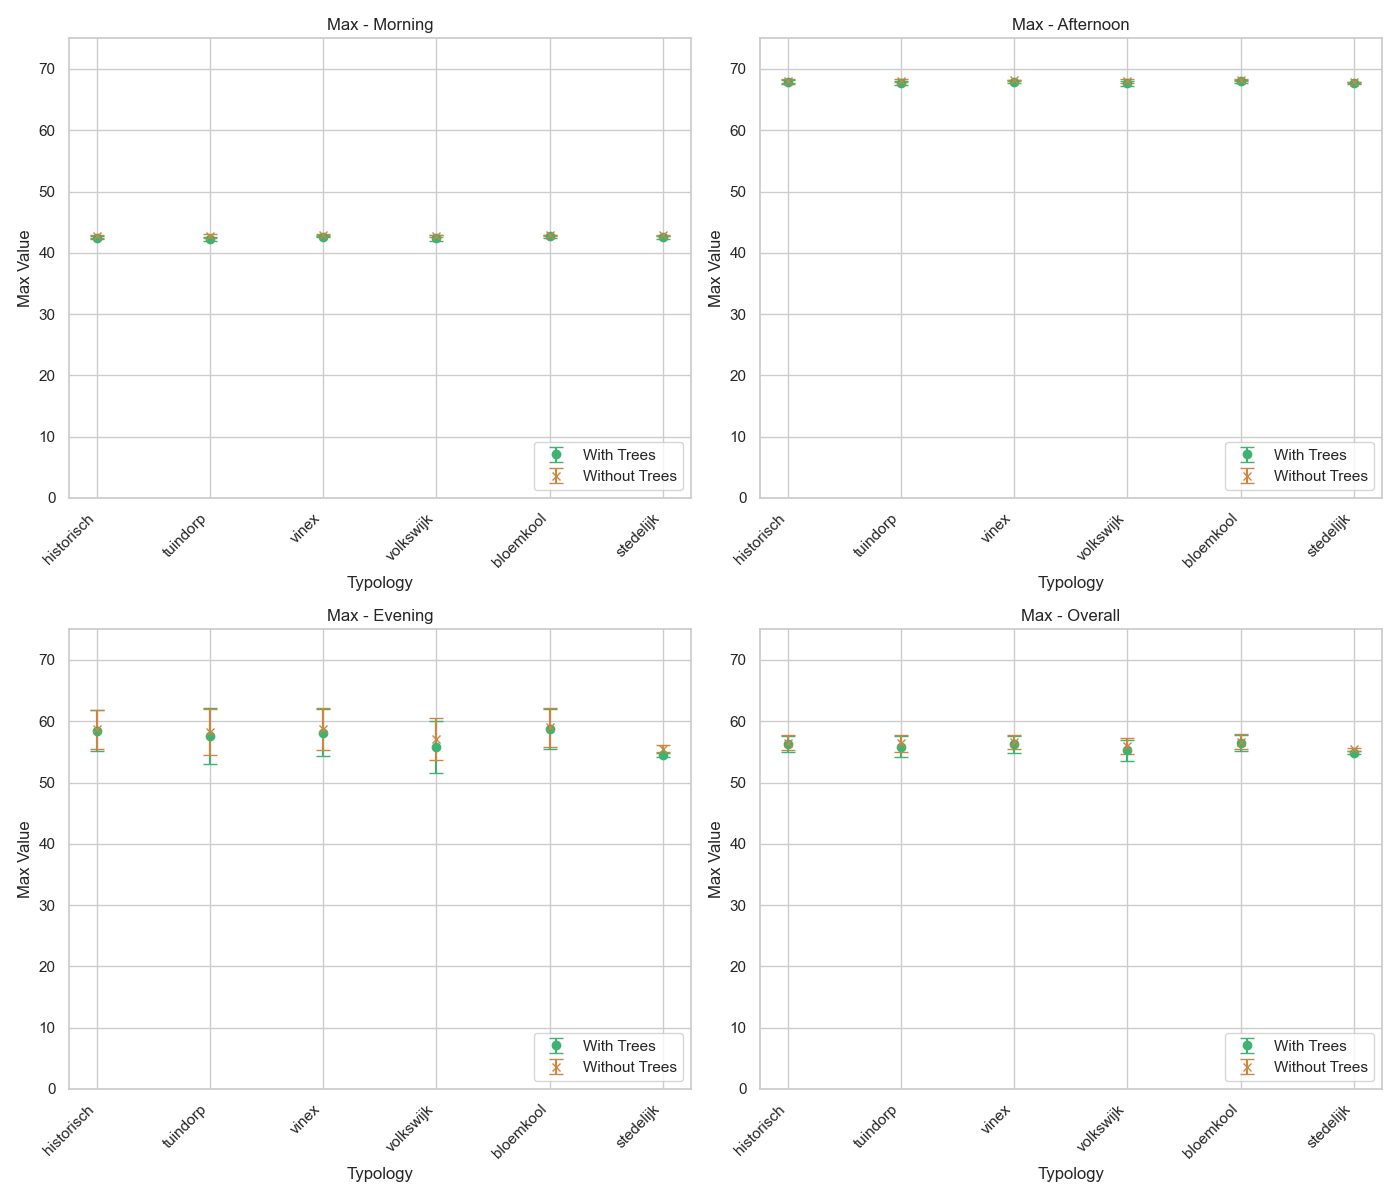 Max - Morning
Max Value
70
60
50
40
30
20
10
0
historisch
tuindorp
vinex
volkswijk
bloemkool
stedelijk
Typology
With Trees
Without Trees
Max - Afternoon
Max Value
70
60
50
40
30
20
10
0
historisch
tuindorp
vinex
volkswijk
bloemkool
stedelijk
Typology
With Trees
Without Trees
Max - Evening
Max Value
70
60
50
40
30
20
10
0
historisch
tuindorp
vinex
volkswijk
bloemkool
stedelijk
Typology
With Trees
Without Trees
Max - Overall
Max Value
70
60
50
40
30
20
10
0
historisch
tuindorp
vinex
volkswijk
bloemkool
stedelijk
Typology
With Trees
Without Trees